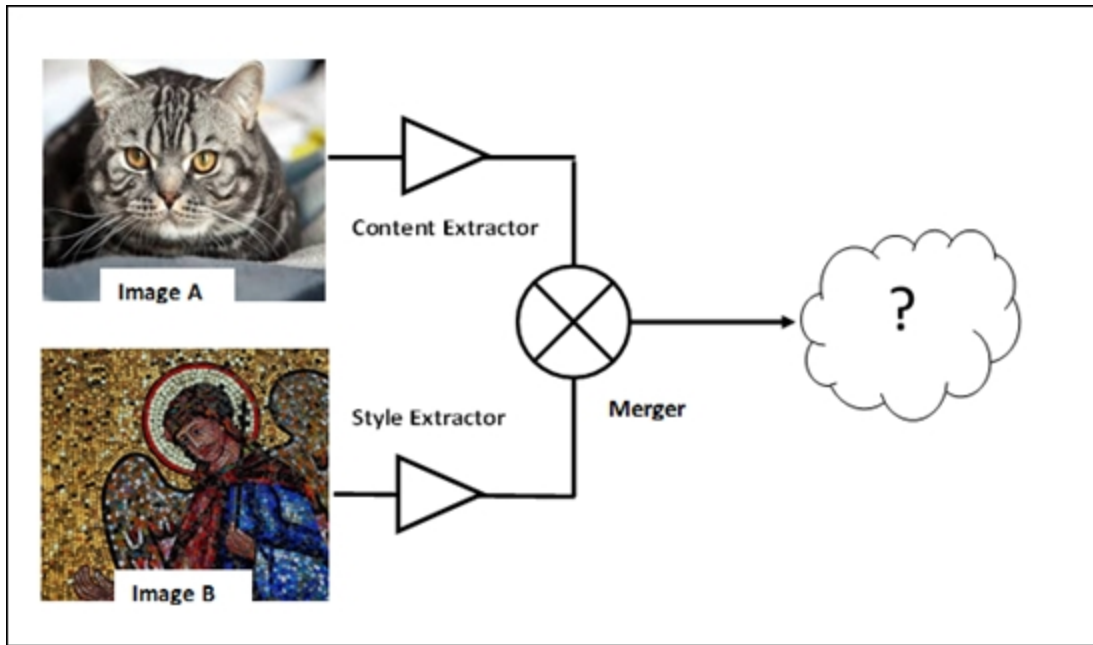 Image A
Content Extractor
?
Style Extractor
Merger
Image B